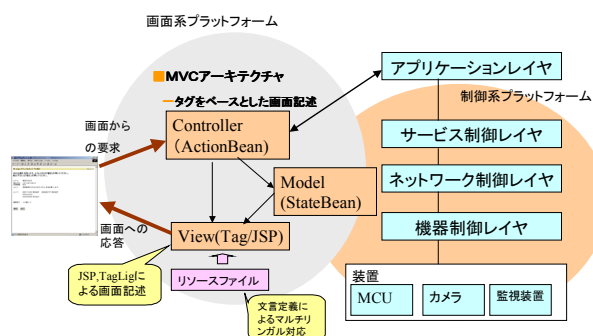 画面系プラットフォーム
■MVCアーキテクチャ
ータグをベースとした画面記述
画面から
の要求
Controller
（ActionBean)
Model
(StateBean)
View(Tag/JSP)
画面への
応答
JSP,TagLigに
よる画面記述
リソースファイル
文言定義に
よるマルチリ
ンガル対応
アプリケーションレイヤ
制御系プラットフォーム
サービス制御レイヤ
ネットワーク制御レイヤ
機器制御レイヤ
装置
MCU
カメラ
監視装置